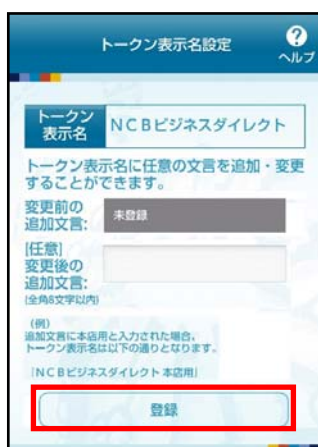 トークン表示名設定
?
ヘルプ
トークン
表示名
NCBビジネスダイレクト
トークン表示名に任意の文言を追加・変更
することができます。
変更前の
追加文言:
未登録
[任意]
変更後の
追加文言:
(全角8文字以内)
(例)
追加文言に本店用と入力された場合、
トークン表示名は以下の通りとなります。
「NCBビジネスダイレクト 本店用」
登録